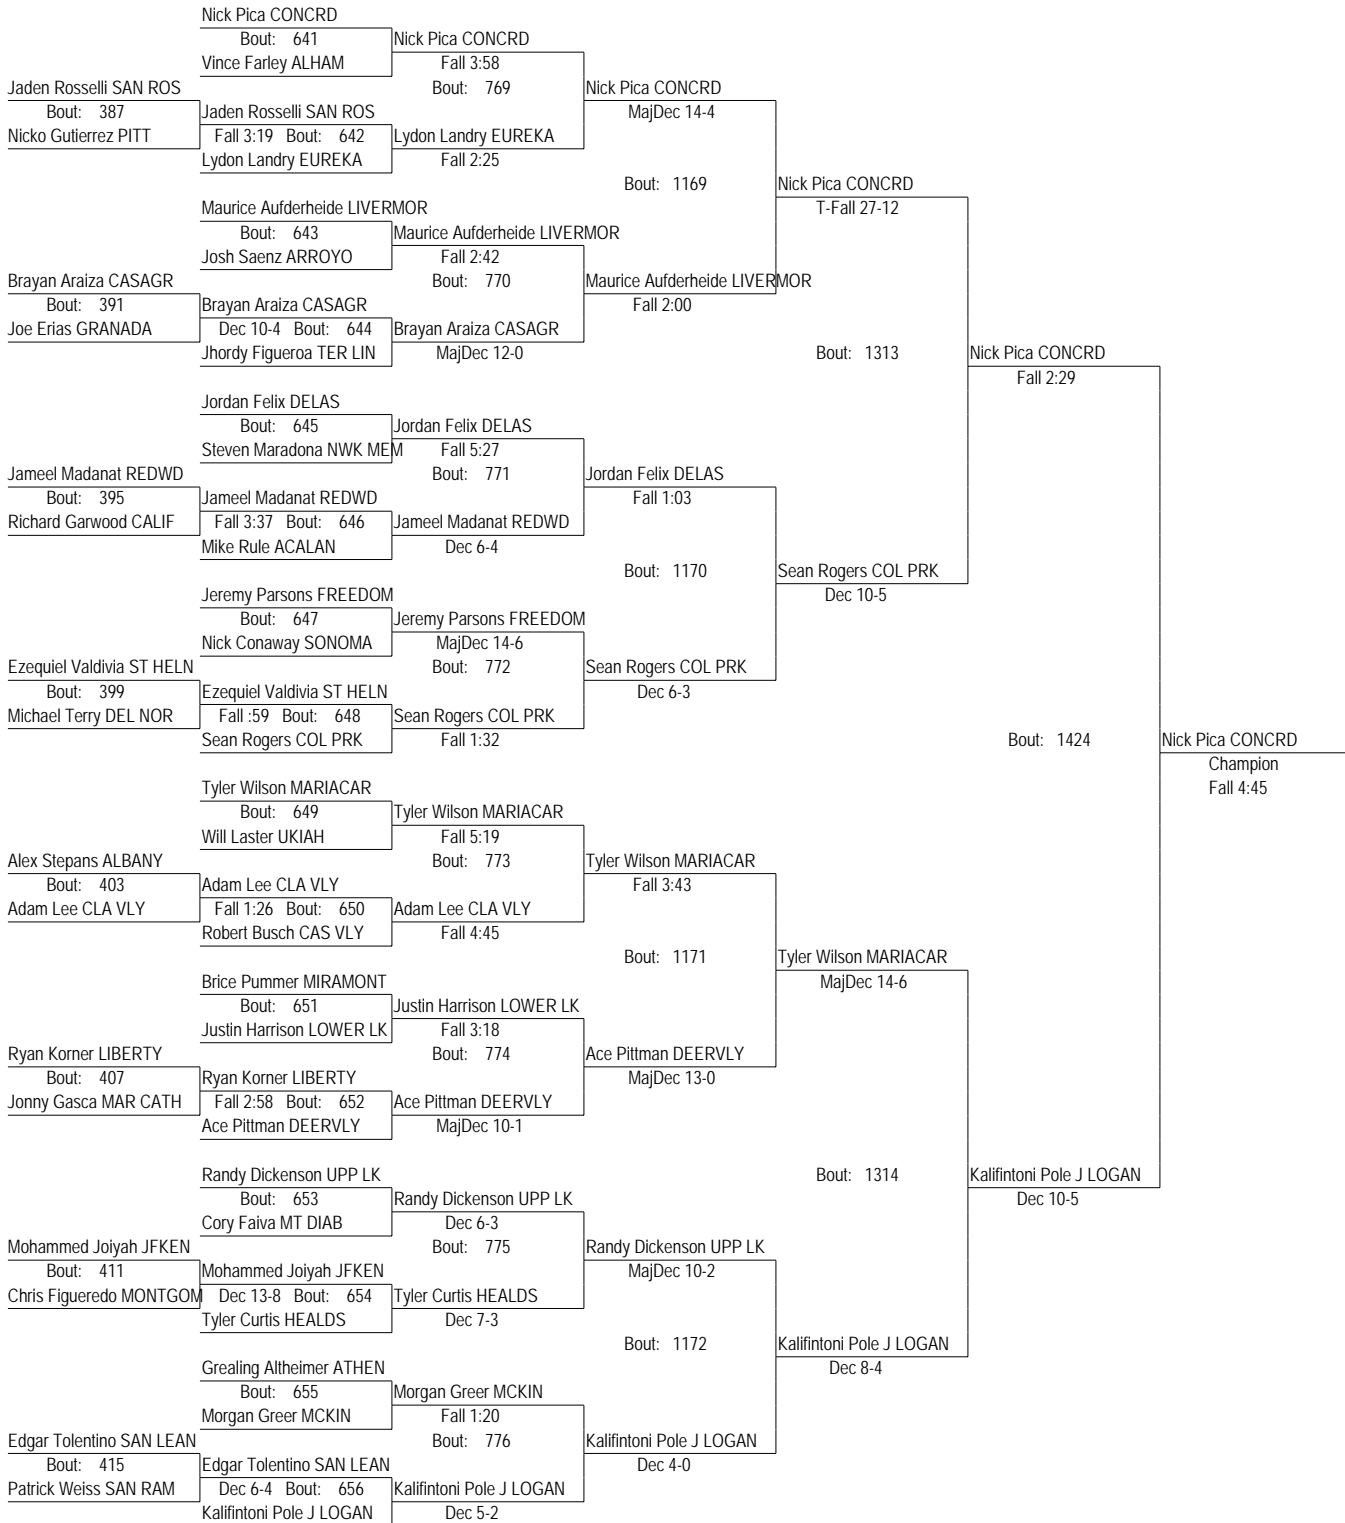 Nick Pica CONCRD
Bout: 641
Nick Pica CONCRD
Vince Farley ALHAM
Fall 3:58
Jaden Rosselli SAN ROS
Bout: 769
Nick Pica CONCRD
Bout: 387
Jaden Rosselli SAN ROS
MajDec 14-4
Nicko Gutierrez PITT
Fall 3:19 Bout: 642
Lydon Landry EUREKA
Lydon Landry EUREKA
Fall 2:25
Bout: 1169
Nick Pica CONCRD
Maurice Aufderheide LIVERMOR
T-Fall 27-12
Bout: 643
Maurice Aufderheide LIVERMOR
Josh Saenz ARROYO
Fall 2:42
Brayan Araiza CASAGR
Bout: 770
Maurice Aufderheide LIVERMOR
Bout: 391
Brayan Araiza CASAGR
Fall 2:00
Joe Erias GRANADA
Dec 10-4 Bout: 644
Brayan Araiza CASAGR
Jhordy Figueroa TER LIN
MajDec 12-0
Bout: 1313
Nick Pica CONCRD
Fall 2:29
Jordan Felix DELAS
Bout: 645
Jordan Felix DELAS
Steven Maradona NWK MEM
Fall 5:27
Jameel Madanat REDWD
Bout: 771
Jordan Felix DELAS
Bout: 395
Jameel Madanat REDWD
Fall 1:03
Richard Garwood CALIF
Fall 3:37 Bout: 646
Jameel Madanat REDWD
Mike Rule ACALAN
Dec 6-4
Bout: 1170
Sean Rogers COL PRK
Jeremy Parsons FREEDOM
Dec 10-5
Bout: 647
Jeremy Parsons FREEDOM
Nick Conaway SONOMA
MajDec 14-6
Ezequiel Valdivia ST HELN
Bout: 772
Sean Rogers COL PRK
Bout: 399
Ezequiel Valdivia ST HELN
Dec 6-3
Michael Terry DEL NOR
Fall :59 Bout: 648
Sean Rogers COL PRK
Sean Rogers COL PRK
Fall 1:32
Bout: 1424
Nick Pica CONCRD
Champion
Fall 4:45
Tyler Wilson MARIACAR
Bout: 649
Tyler Wilson MARIACAR
Will Laster UKIAH
Fall 5:19
Alex Stepans ALBANY
Bout: 773
Tyler Wilson MARIACAR
Bout: 403
Adam Lee CLA VLY
Fall 3:43
Adam Lee CLA VLY
Fall 1:26 Bout: 650
Adam Lee CLA VLY
Robert Busch CAS VLY
Fall 4:45
Bout: 1171
Tyler Wilson MARIACAR
Brice Pummer MIRAMONT
MajDec 14-6
Bout: 651
Justin Harrison LOWER LK
Justin Harrison LOWER LK
Fall 3:18
Ryan Korner LIBERTY
Bout: 774
Ace Pittman DEERVLY
Bout: 407
Ryan Korner LIBERTY
MajDec 13-0
Jonny Gasca MAR CATH
Fall 2:58 Bout: 652
Ace Pittman DEERVLY
Ace Pittman DEERVLY
MajDec 10-1
Randy Dickenson UPP LK
Bout: 1314
Kalifintoni Pole J LOGAN
Bout: 653
Randy Dickenson UPP LK
Dec 10-5
Cory Faiva MT DIAB
Dec 6-3
Mohammed Joiyah JFKEN
Bout: 775
Randy Dickenson UPP LK
Bout: 411
Mohammed Joiyah JFKEN
MajDec 10-2
Chris Figueredo MONTGOM
Dec 13-8 Bout: 654
Tyler Curtis HEALDS
Tyler Curtis HEALDS
Dec 7-3
Bout: 1172
Kalifintoni Pole J LOGAN
Grealing Altheimer ATHEN
Dec 8-4
Bout: 655
Morgan Greer MCKIN
Morgan Greer MCKIN
Fall 1:20
Edgar Tolentino SAN LEAN
Bout: 776
Kalifintoni Pole J LOGAN
Bout: 415
Edgar Tolentino SAN LEAN
Dec 4-0
Patrick Weiss SAN RAM
Dec 6-4 Bout: 656
Kalifintoni Pole J LOGAN
Kalifintoni Pole J LOGAN
Dec 5-2